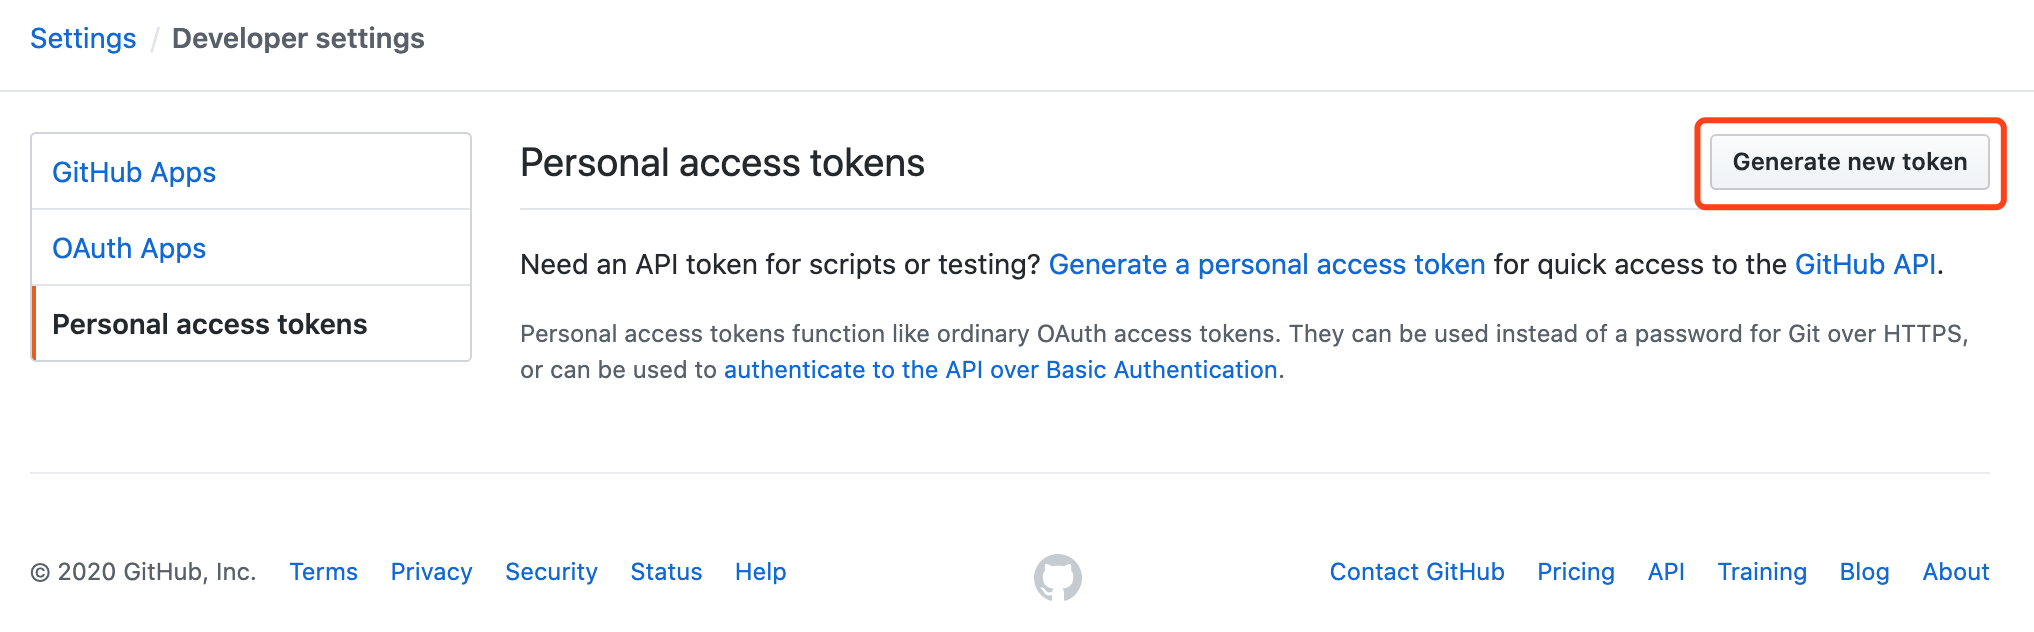 Settings / Developer settings
GitHub Apps
OAuth Apps
Personal access tokens
Personal access tokens
Generate new token
Need an API token for scripts or testing? Generate a personal access token for quick access to the GitHub API.
Personal access tokens function like ordinary OAuth access tokens. They can be used instead of a password for Git over HTTPS,
or can be used to authenticate to the API over Basic Authentication.
© 2020 GitHub, Inc. Terms Privacy Security Status Help Contact GitHub Pricing API Training Blog About